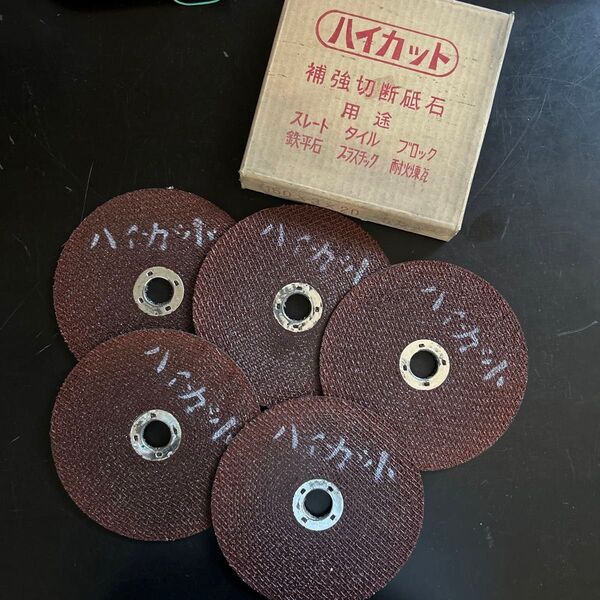 ハイカット
補強切断砥石
用途
スレート タイル ブロック
鉄平石 プラスチック 耐火煉瓦
ハイカット
ハイカット
ハイカット
ハイカット
ハイカット